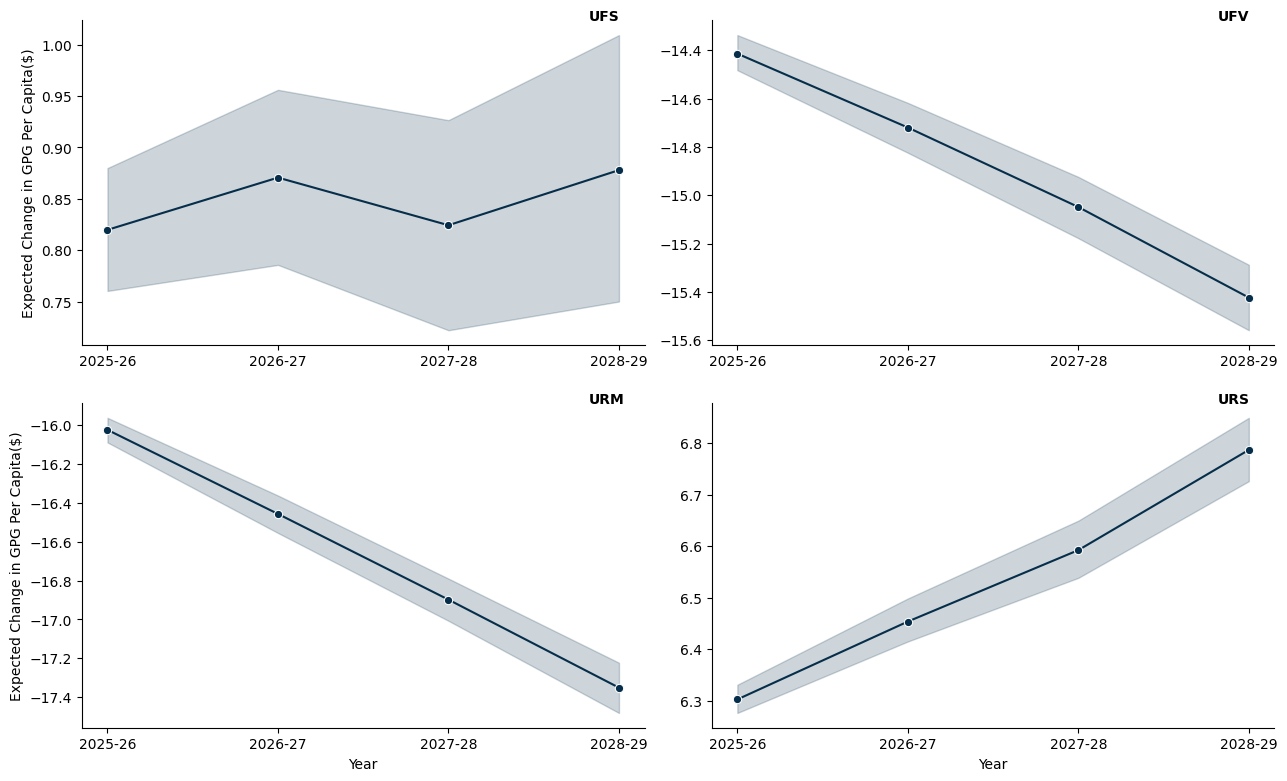 UFS
Expected Change in GPG Per Capita($)
1.00
0.95
0.90
0.85
0.80
0.75
2025-26 2026-27 2027-28 2028-29
UFV
−14.4
−14.6
−14.8
−15.0
−15.2
−15.4
−15.6
2025-26 2026-27 2027-28 2028-29
URM
Expected Change in GPG Per Capita($)
−16.0
−16.2
−16.4
−16.6
−16.8
−17.0
−17.2
−17.4
2025-26 2026-27 2027-28 2028-29
Year
URS
6.8
6.7
6.6
6.5
6.4
6.3
2025-26 2026-27 2027-28 2028-29
Year